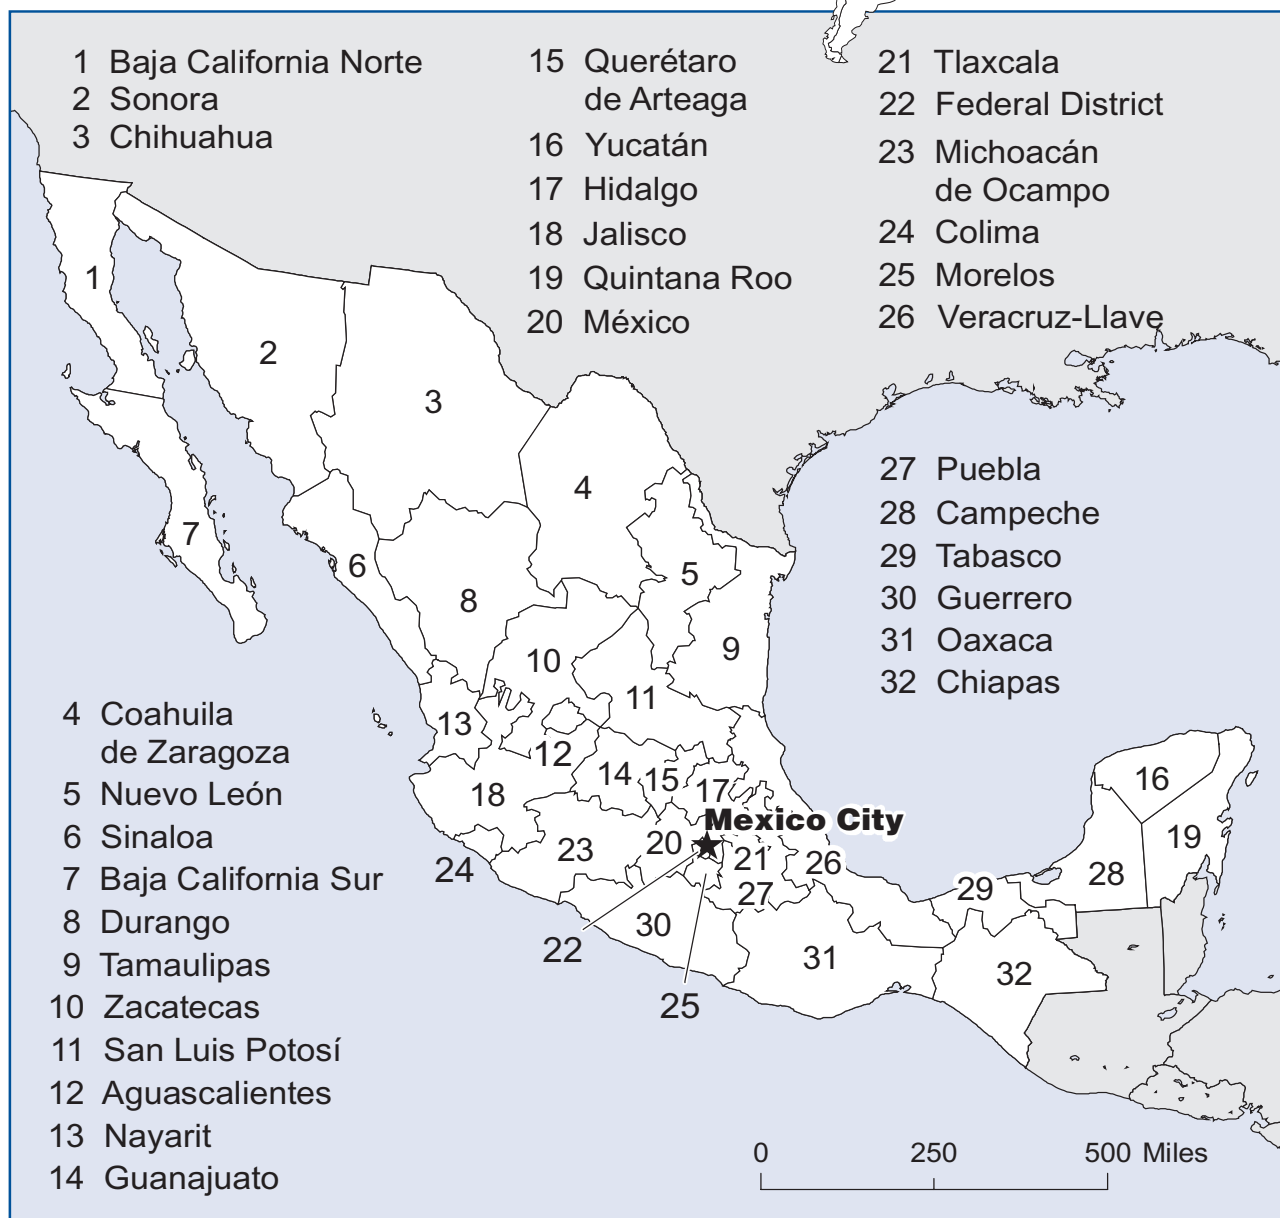 1 Baja California Norte
2 Sonora
3 Chihuahua
15 Querétaro
de Arteaga
16 Yucatán
17 Hidalgo
18 Jalisco
19 Quintana Roo
20 México
21 Tlaxcala
22 Federal District
23 Michoacán
de Ocampo
24 Colima
25 Morelos
26 Veracruz-Llave
27 Puebla
28 Campeche
29 Tabasco
30 Guerrero
31 Oaxaca
32 Chiapas
4 Coahuila
de Zaragoza
5 Nuevo León
6 Sinaloa
7 Baja California Sur
8 Durango
9 Tamaulipas
10 Zacatecas
11 San Luis Potosí
12 Aguascalientes
13 Nayarit
14 Guanajuato
1
2
3
4
7
6
5
8
9
10
11
13
12
14
15
17
18
16
Mexico City
19
20
23
21
26
24
28
29
27
30
22
31
32
25
0 250 500 Miles